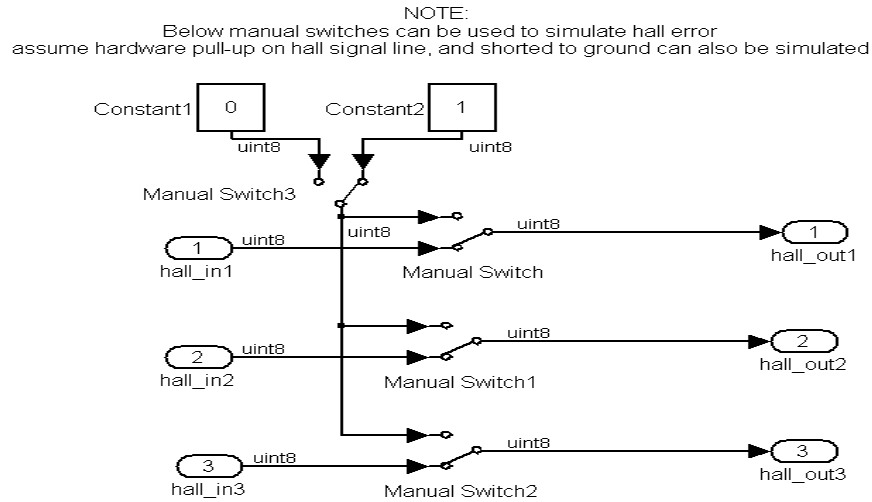 NOTE:
Below manual switches can be used to simulate hall error
assume hardware pull-up on hall signal line, and shorted to ground can also be simulated
Constant1
0
Constant2
1
uint8
uint8
Manual Switch3
uint8
1
uint8
hall_in1
uint8
Manual Switch
1
hall_out1
2
uint8
hall_in2
uint8
Manual Switch1
2
hall_out2
3
uint8
hall_in3
uint8
Manual Switch2
3
hall_out3